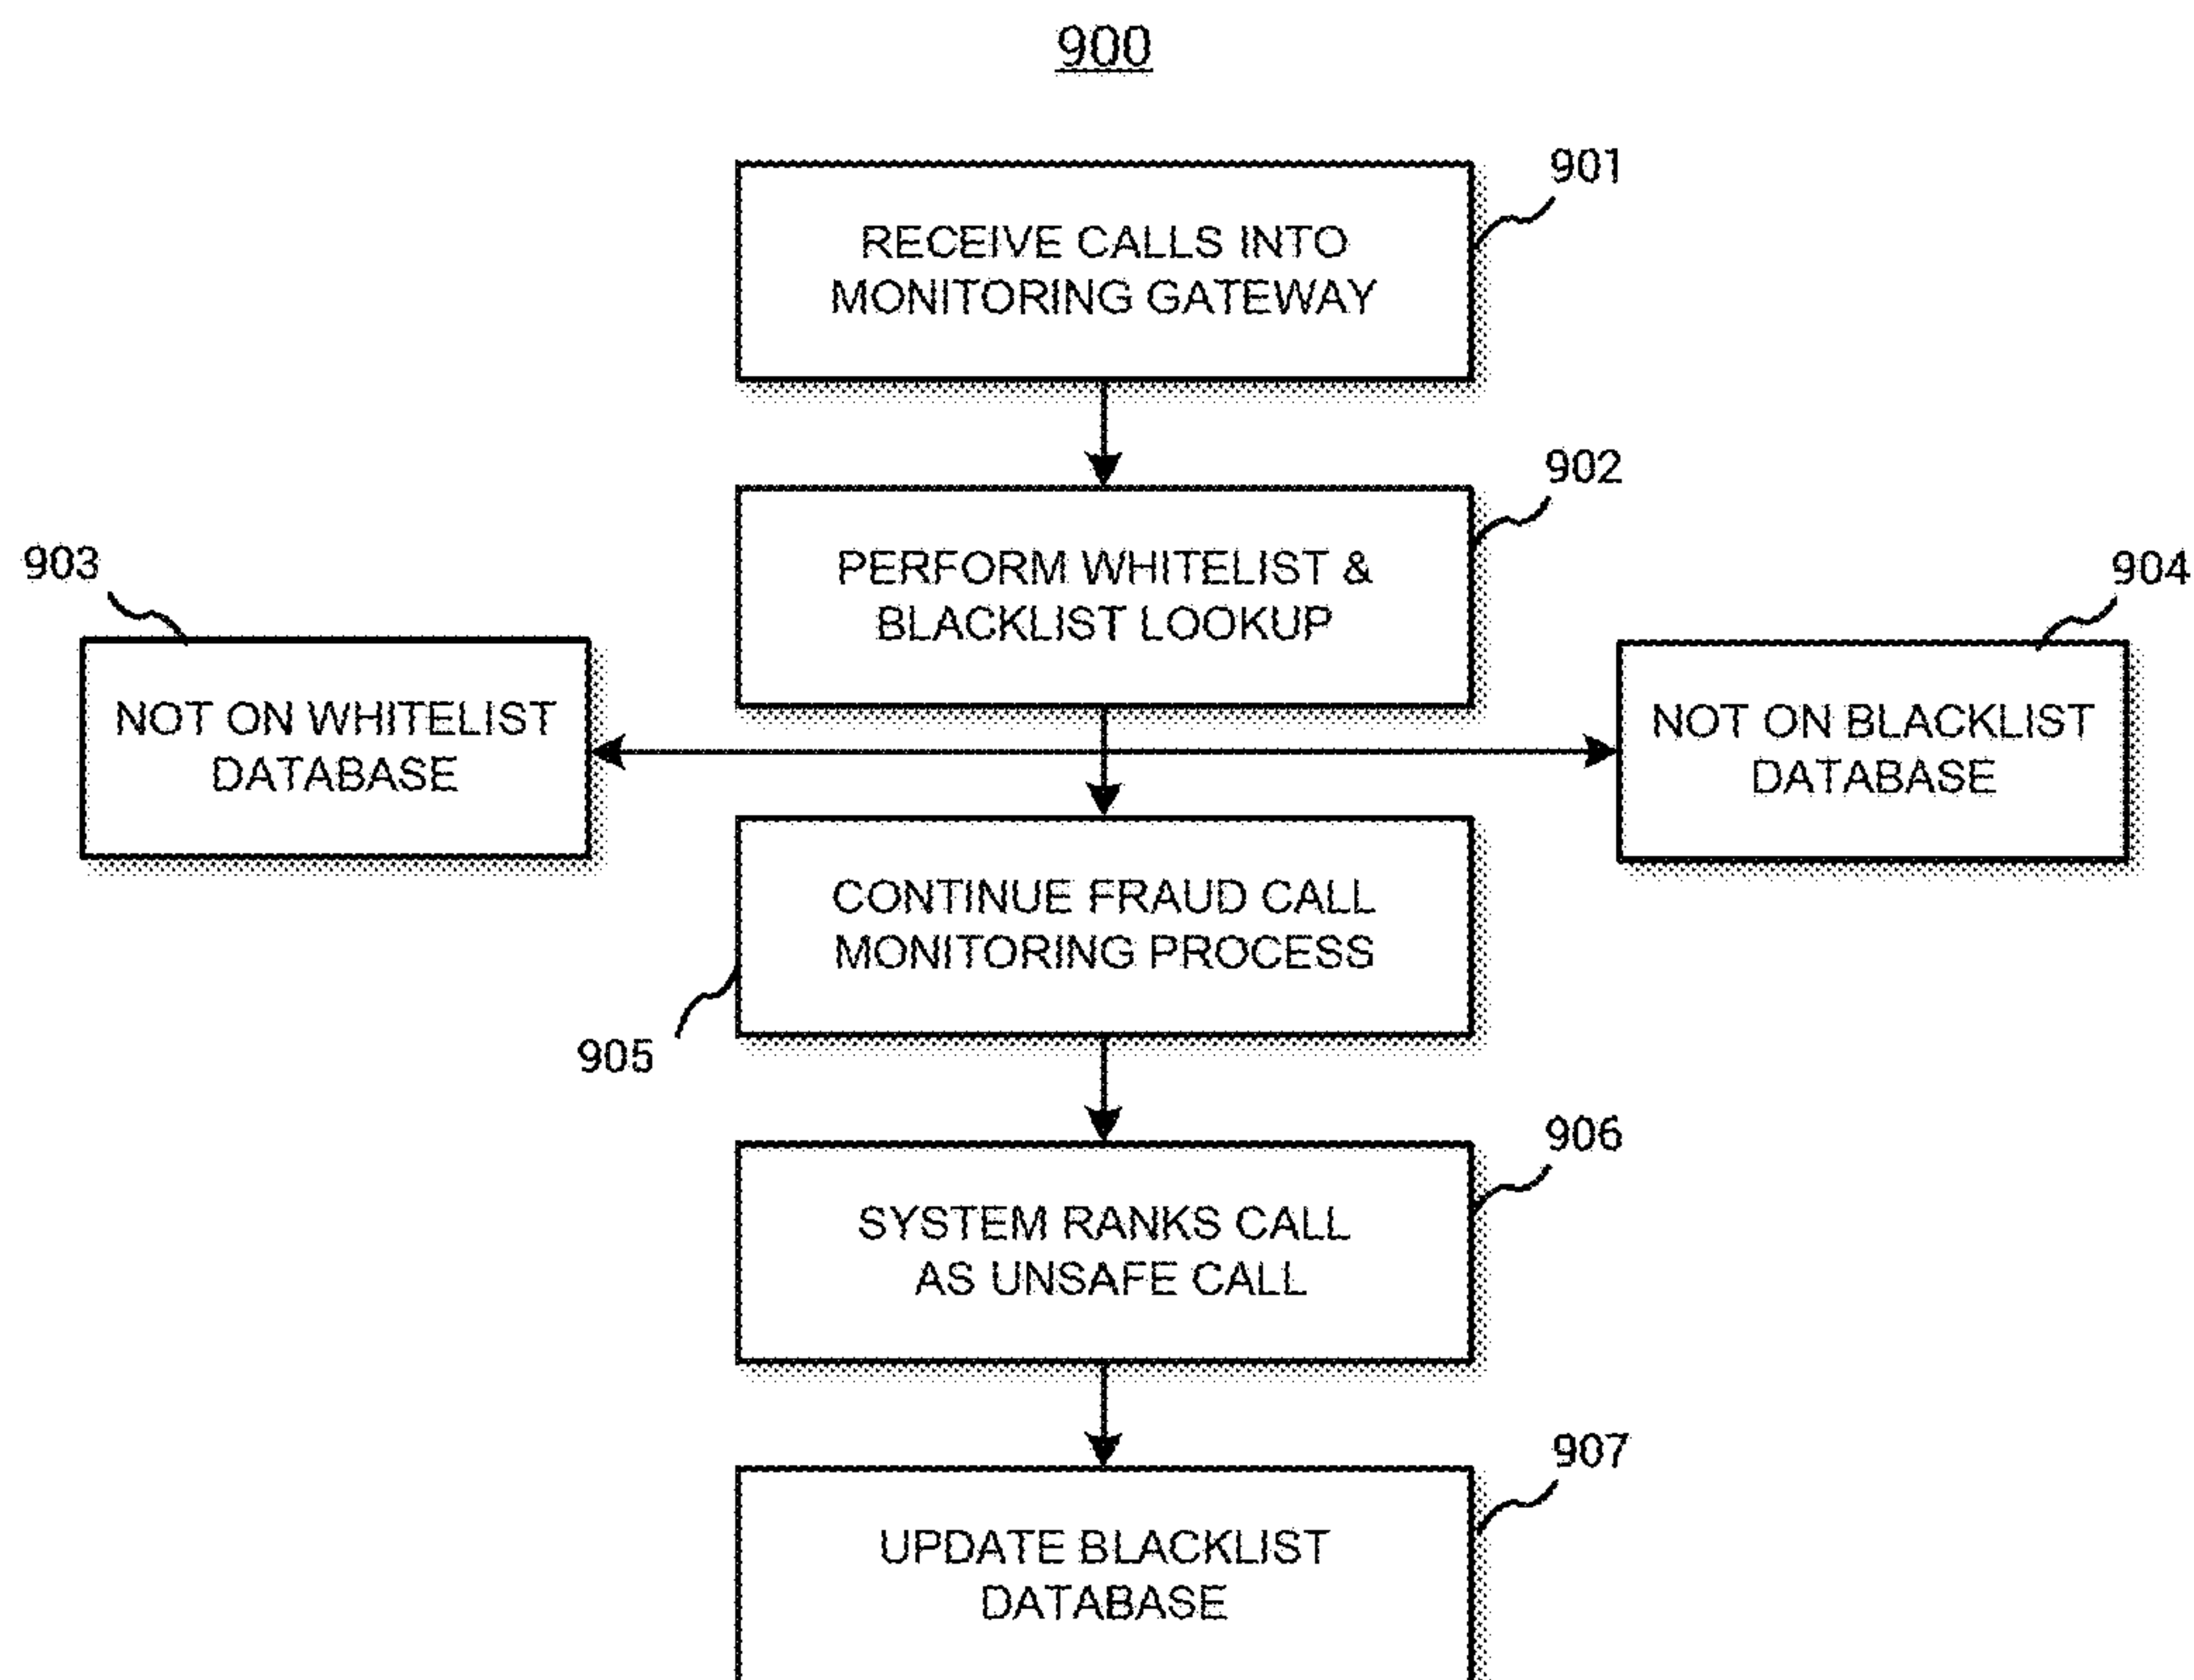 900
901
RECEIVE CALLS INTO
MONITORING GATEWAY
902
PERFORM WHITELIST &
BLACKLIST LOOKUP
903
NOT ON WHITELIST
DATABASE
904
NOT ON BLACKLIST
DATABASE
CONTINUE FRAUD CALL
MONITORING PROCESS
905
906
SYSTEM RANKS CALL
AS UNSAFE CALL
907
UPDATE BLACKLIST
DATABASE